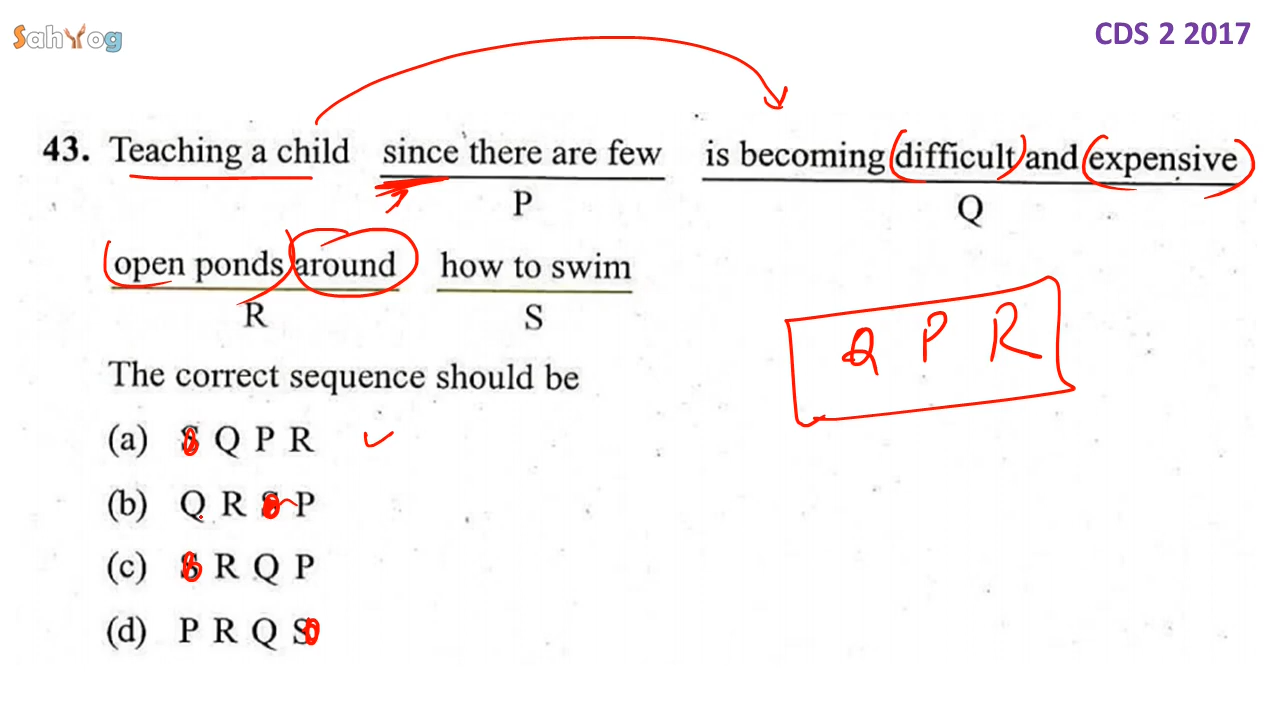 SahYog
CDS 2 2017
43. Teaching a child since there are few is becoming difficult and expensive
P Q
open ponds around how to swim
R S
Q P R
The correct sequence should be
(a) S Q P R
(b) Q R S P
(c) S R Q P
(d) P R Q S